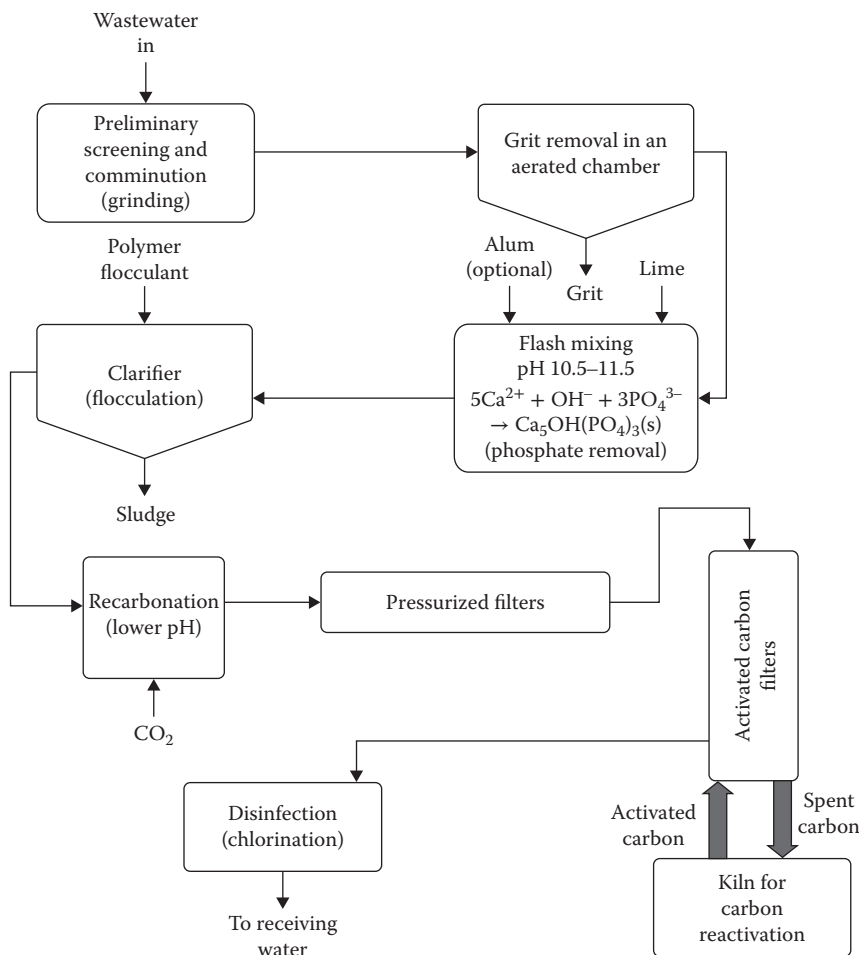 Wastewater
in
Preliminary
screening and
comminution
(grinding)
Grit removal in an
aerated chamber
Grit
Alum
(optional)
Lime
Flash mixing
pH 10.5–11.5
5Ca²⁺ + OH⁻ + 3PO₄³⁻
→ Ca₅OH(PO₄)₃(s)
(phosphate removal)
Polymer
flocculant
Clarifier
(flocculation)
Sludge
Recarbonation
(lower pH)
CO₂
Pressurized filters
Activated carbon
filters
Activated
carbon
Spent
carbon
Kiln for
carbon
reactivation
Disinfection
(chlorination)
To receiving
water